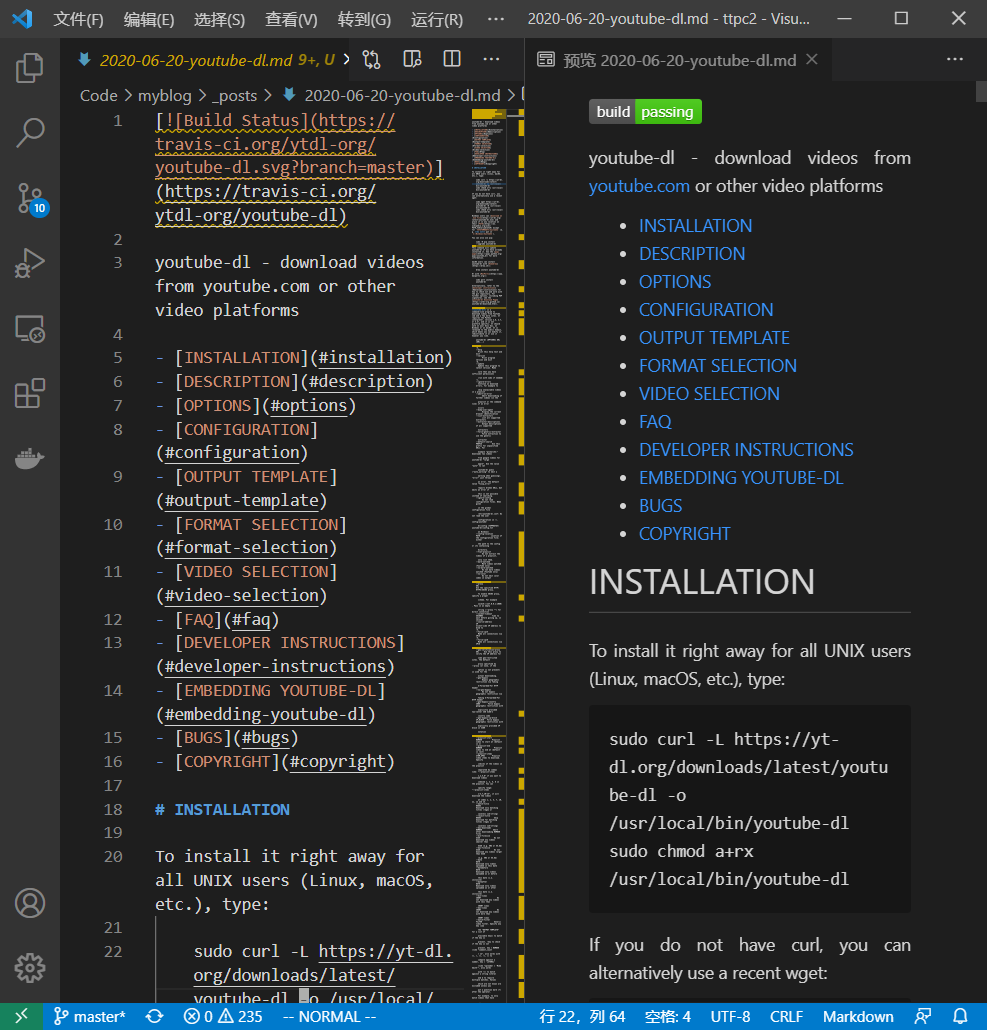 文件(F) 编辑(E) 选择(S) 查看(V) 转到(G) 运行(R) ··· 2020-06-20-youtube-dl.md - ttpc2 - Visu...
2020-06-20-youtube-dl.md 9+, U
Code > myblog > _posts > 2020-06-20-youtube-dl.md >
1 [![Build Status](https://
travis-ci.org/ytdl-org/
youtube-dl.svg?branch=master)]
(https://travis-ci.org/
ytdl-org/youtube-dl)
2
3 youtube-dl - download videos
from youtube.com or other
video platforms
4
5 - [INSTALLATION](#installation)
6 - [DESCRIPTION](#description)
7 - [OPTIONS](#options)
8 - [CONFIGURATION]
(#configuration)
9 - [OUTPUT TEMPLATE]
(#output-template)
10 - [FORMAT SELECTION]
(#format-selection)
11 - [VIDEO SELECTION]
(#video-selection)
12 - [FAQ](#faq)
13 - [DEVELOPER INSTRUCTIONS]
(#developer-instructions)
14 - [EMBEDDING YOUTUBE-DL]
(#embedding-youtube-dl)
15 - [BUGS](#bugs)
16 - [COPYRIGHT](#copyright)
17
18 # INSTALLATION
19
20 To install it right away for
all UNIX users (Linux, macOS,
etc.), type:
21
22 sudo curl -L https://yt-dl.
org/downloads/latest/
youtube-dl -o /usr/local/
预览 2020-06-20-youtube-dl.md
build passing
youtube-dl - download videos from
youtube.com or other video platforms
• INSTALLATION
• DESCRIPTION
• OPTIONS
• CONFIGURATION
• OUTPUT TEMPLATE
• FORMAT SELECTION
• VIDEO SELECTION
• FAQ
• DEVELOPER INSTRUCTIONS
• EMBEDDING YOUTUBE-DL
• BUGS
• COPYRIGHT
INSTALLATION
To install it right away for all UNIX users
(Linux, macOS, etc.), type:
sudo curl -L https://yt-
dl.org/downloads/latest/youtu
be-dl -o
/usr/local/bin/youtube-dl
sudo chmod a+rx
/usr/local/bin/youtube-dl
If you do not have curl, you can
alternatively use a recent wget:
10
master* 0 235 -- NORMAL -- 行 22，列 64 空格: 4 UTF-8 CRLF Markdown